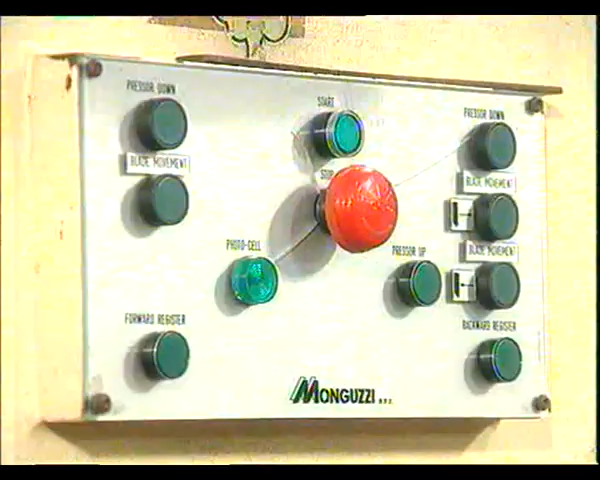 PRESSOR DOWN
BLADE MOVEMENT
START
STOP
PRESSOR DOWN
BLADE MOVEMENT
BLADE MOVEMENT
PHOTO-CELL
PRESSOR UP
FORWARD REGISTER
BACKWARD REGISTER
MONGUZZI